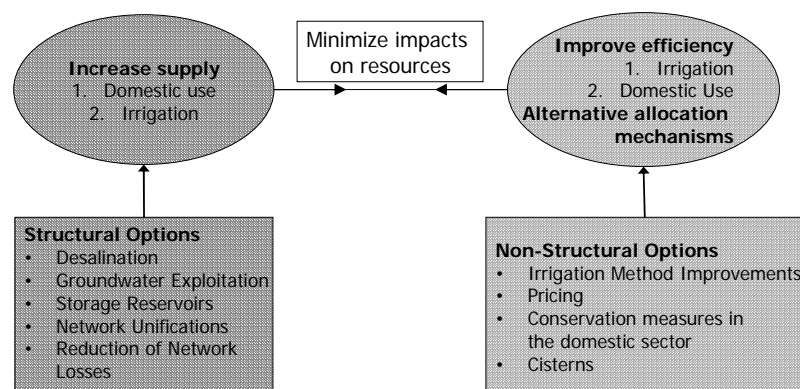 Minimize impacts
on resources
Increase supply
1. Domestic use
2. Irrigation
Improve efficiency
1. Irrigation
2. Domestic Use
Alternative allocation
mechanisms
Structural Options
• Desalination
• Groundwater Exploitation
• Storage Reservoirs
• Network Unifications
• Reduction of Network
Losses
Non-Structural Options
• Irrigation Method Improvements
• Pricing
• Conservation measures in
the domestic sector
• Cisterns